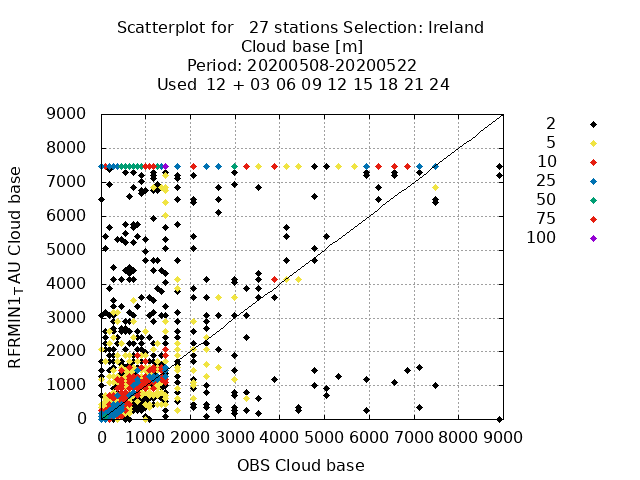 Scatterplot for 27 stations Selection: Ireland
Cloud base [m]
Period: 20200508-20200522
Used 12 + 03 06 09 12 15 18 21 24
9000
8000
7000
6000
5000
4000
3000
2000
1000
0
0 1000 2000 3000 4000 5000 6000 7000 8000 9000
RFRMIN1_T AU Cloud base
OBS Cloud base
2
5
10
25
50
75
100